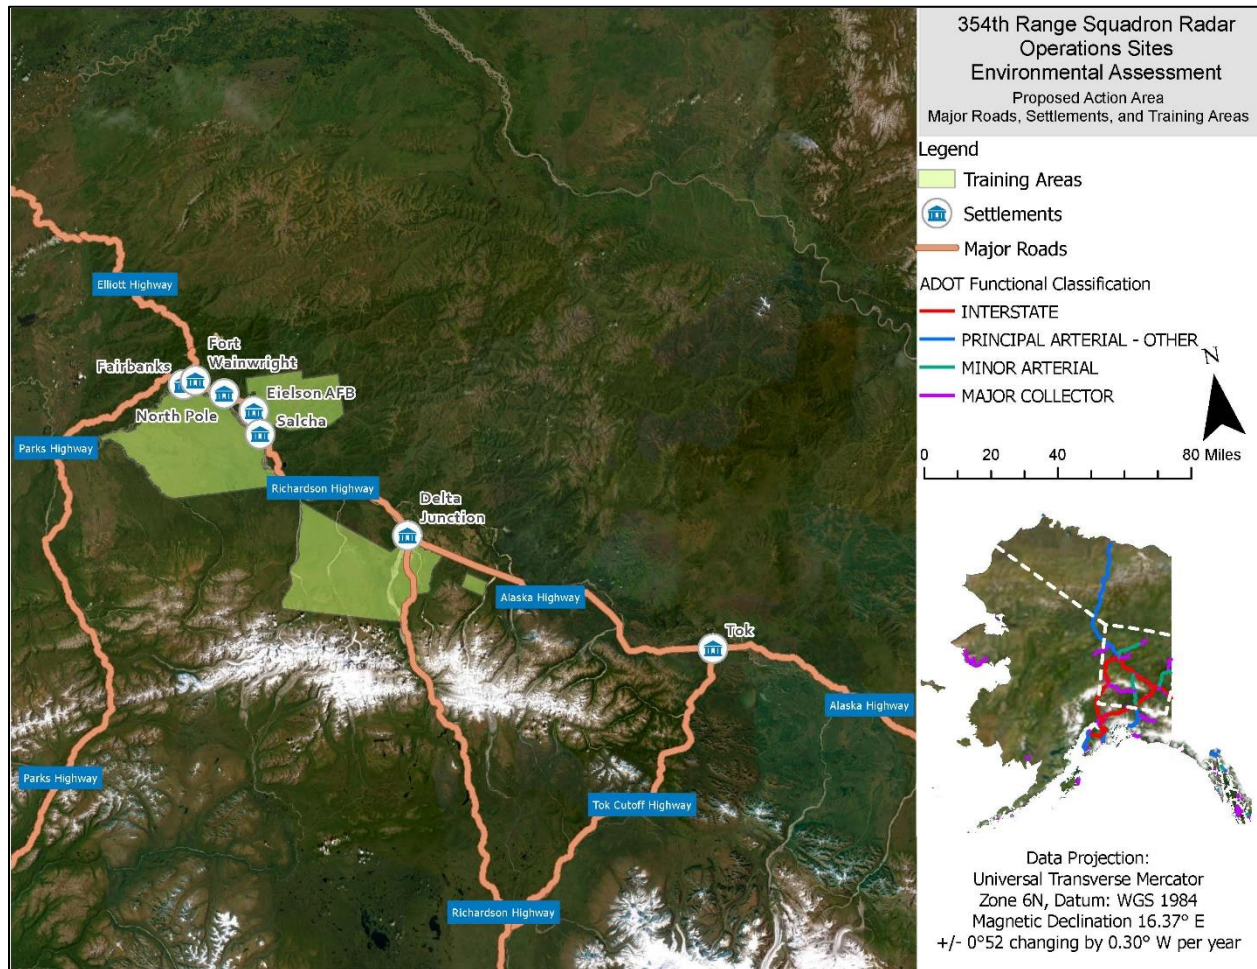 354th Range Squadron Radar
Operations Sites
Environmental Assessment
Proposed Action Area
Major Roads, Settlements, and Training Areas
Legend
Training Areas
Settlements
Major Roads
ADOT Functional Classification
INTERSTATE
PRINCIPAL ARTERIAL - OTHER
MINOR ARTERIAL
MAJOR COLLECTOR
N
0 20 40 80 Miles
Data Projection:
Universal Transverse Mercator
Zone 6N, Datum: WGS 1984
Magnetic Declination 16.37° E
+/- 0°52 changing by 0.30° W per year
Elliott Highway
Fort
Wainwright
Fairbanks
Eielson AFB
North Pole
Salcha
Parks Highway
Richardson Highway
Delta
Junction
Alaska Highway
Tok
Alaska Highway
Parks Highway
Tok Cutoff Highway
Richardson Highway